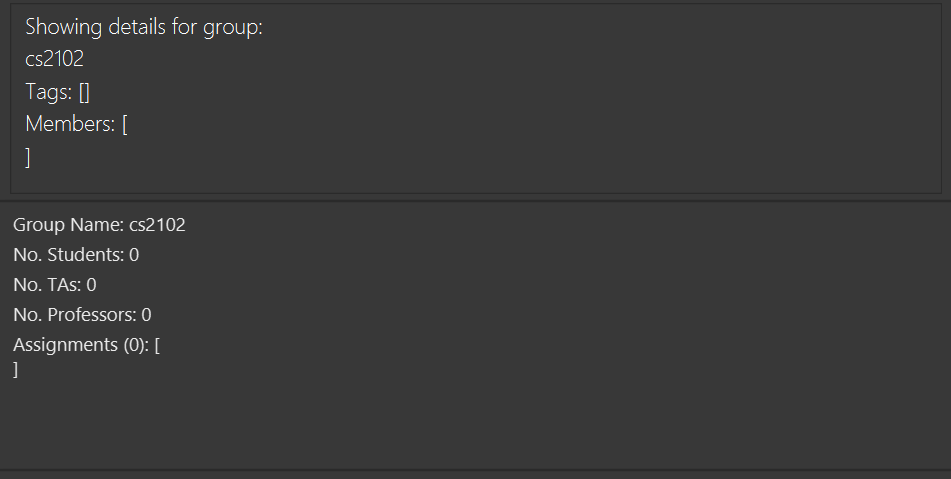 Showing details for group:
cs2102
Tags: []
Members: [
]
Group Name: cs2102
No. Students: 0
No. TAs: 0
No. Professors: 0
Assignments (0): [
]